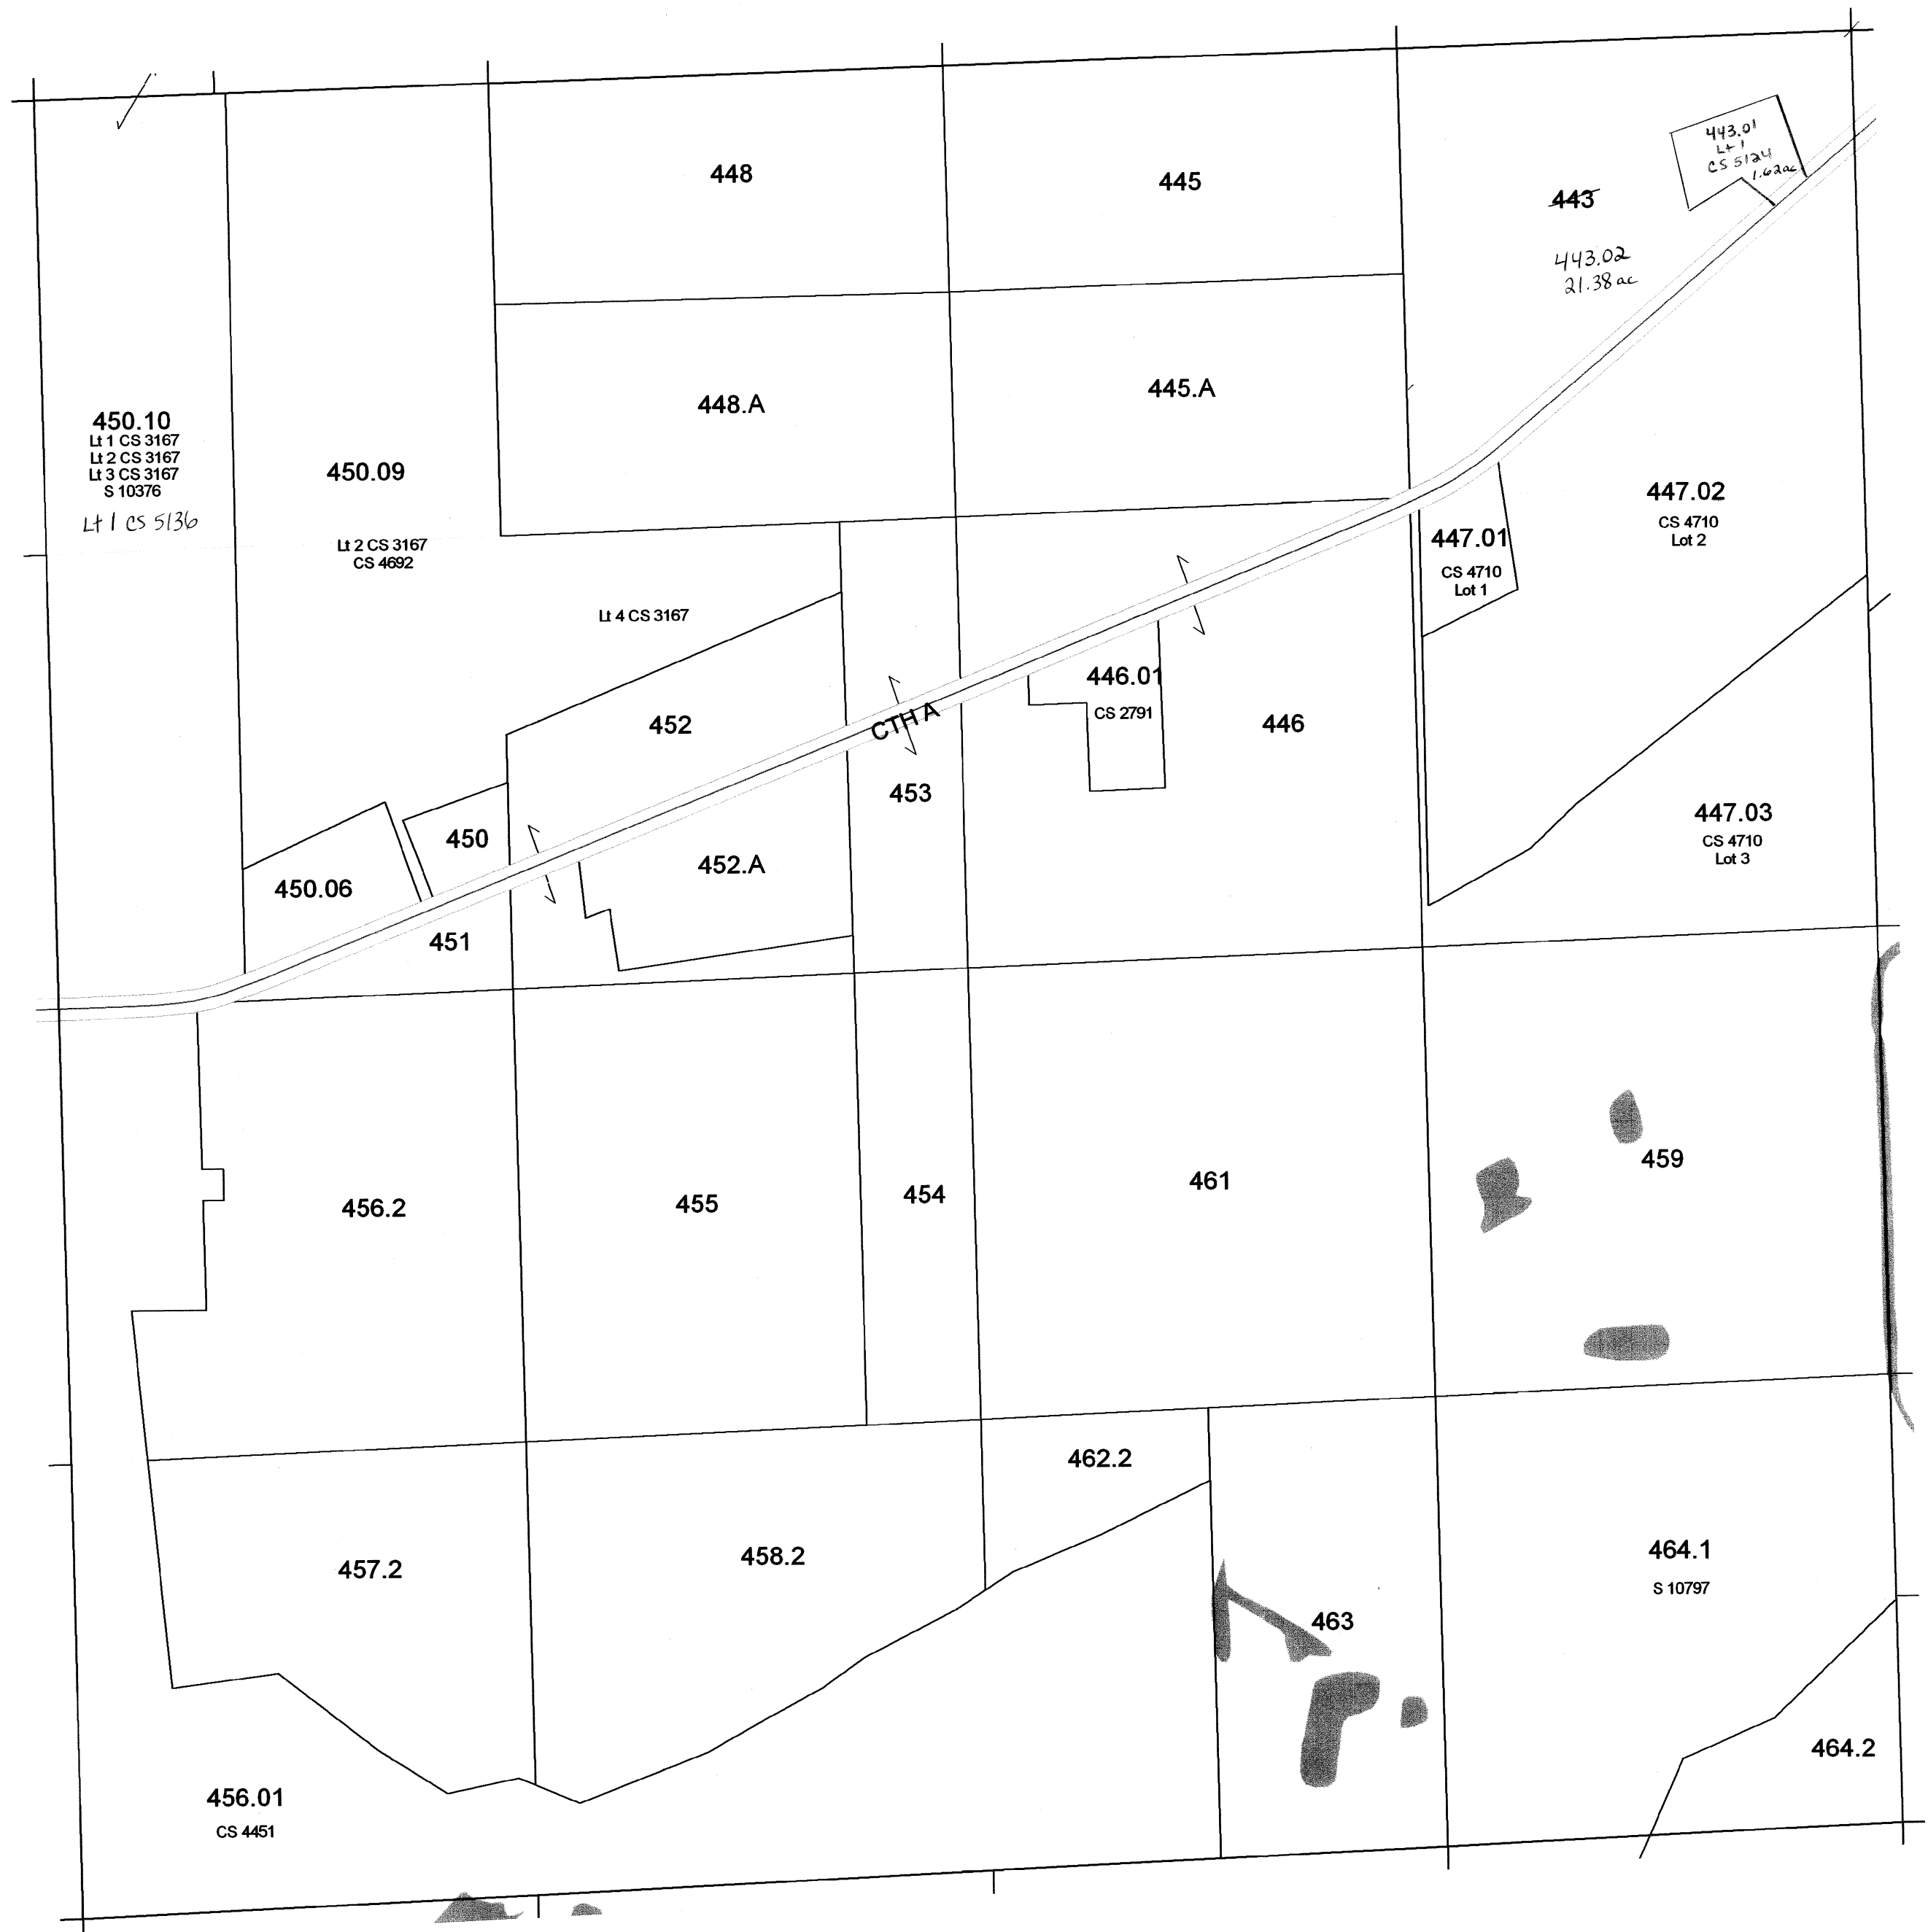 448
445
443
443.01
Lt 1
CS 5124
1.62ac
443.02
21.38 ac
450.10
Lt 1 CS 3167
Lt 2 CS 3167
Lt 3 CS 3167
S 10376
Lt 1 CS 5136
450.09
Lt 2 CS 3167
CS 4692
Lt 4 CS 3167
448.A
445.A
447.02
CS 4710
Lot 2
447.01
CS 4710
Lot 1
446.01
CS 2791
446
452
CTH A
453
447.03
CS 4710
Lot 3
450
452.A
450.06
451
456.2
455
454
461
459
462.2
457.2
458.2
464.1
S 10797
463
464.2
456.01
CS 4451